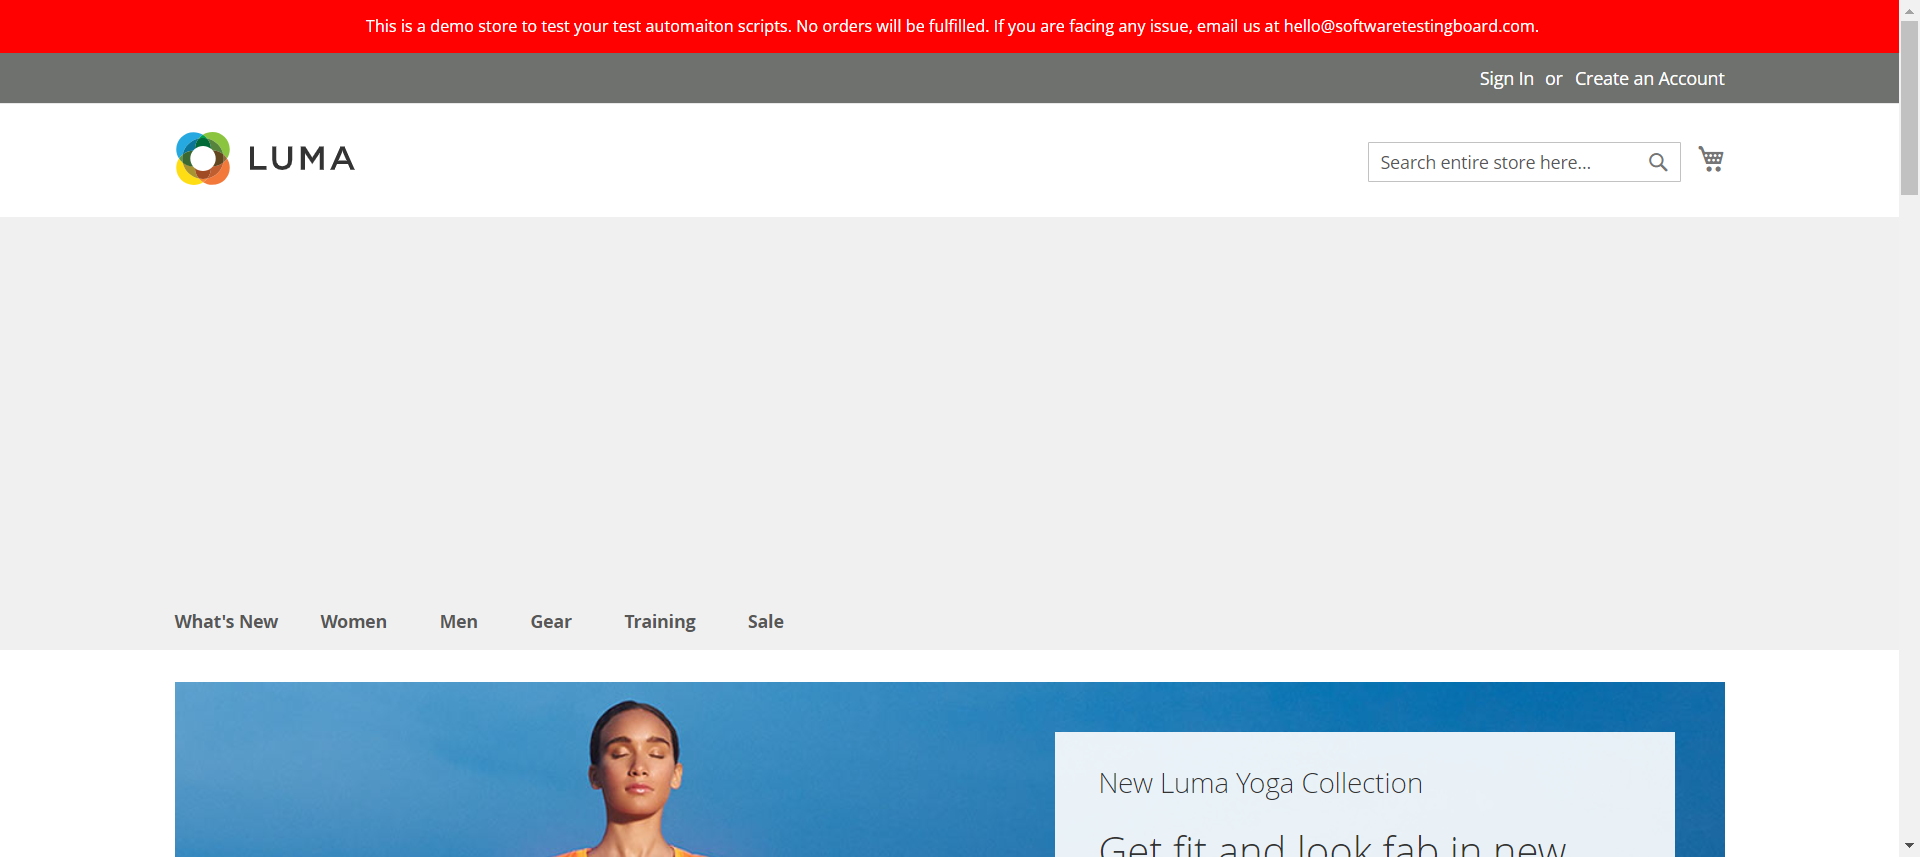 This is a demo store to test your test automaiton scripts. No orders will be fulfilled. If you are facing any issue, email us at hello@softwaretestingboard.com.
Sign In or Create an Account
LUMA
Search entire store here...
What's New Women Men Gear Training Sale
New Luma Yoga Collection
Get fit and look fab in new